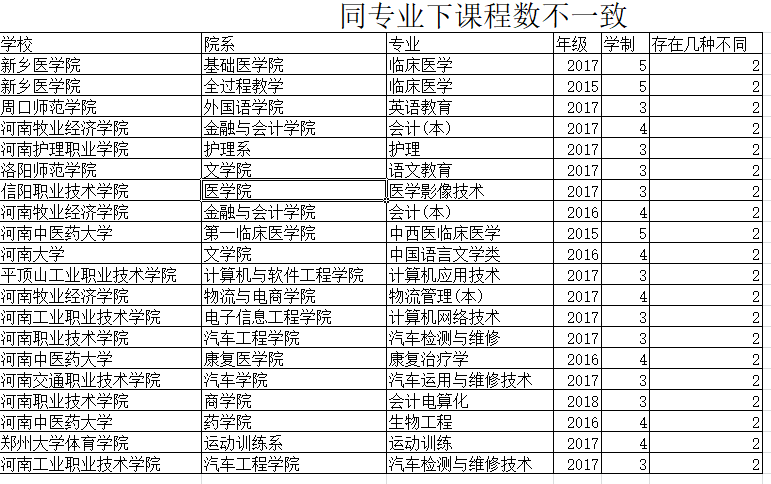 同专业下课程数不一致
学校 院系 专业 年级 学制 存在几种不同
新乡医学院 基础医学院 临床医学 2017 5 2
新乡医学院 全过程教学 临床医学 2015 5 2
周口师范学院 外国语学院 英语教育 2017 3 2
河南牧业经济学院 金融与会计学院 会计(本) 2017 4 2
河南护理职业学院 护理系 护理 2017 3 2
洛阳师范学院 文学院 语文教育 2017 3 2
信阳职业技术学院 医学院 医学影像技术 2017 3 2
河南牧业经济学院 金融与会计学院 会计(本) 2016 4 2
河南中医药大学 第一临床医学院 中西医临床医学 2015 5 2
河南大学 文学院 中国语言文学类 2016 4 2
平顶山工业职业技术学院 计算机与软件工程学院 计算机应用技术 2017 3 2
河南牧业经济学院 物流与电商学院 物流管理(本) 2017 4 2
河南工业职业技术学院 电子信息工程学院 计算机网络技术 2017 3 2
河南职业技术学院 汽车工程学院 汽车检测与维修 2017 3 2
河南中医药大学 康复医学院 康复治疗学 2016 4 2
河南交通职业技术学院 汽车学院 汽车运用与维修技术 2017 3 2
河南职业技术学院 商学院 会计电算化 2018 3 2
河南中医药大学 药学院 生物工程 2016 4 2
郑州大学体育学院 运动训练系 运动训练 2017 4 2
河南工业职业技术学院 汽车工程学院 汽车检测与维修技术 2017 3 2